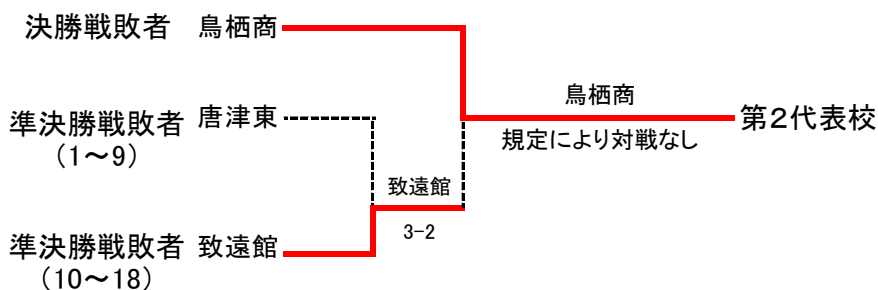 決勝戦敗者 鳥栖商
鳥栖商
第2代表校
規定により対戦なし
準決勝戦敗者 唐津東
（1～9）
致遠館
3-2
準決勝戦敗者 致遠館
（10～18）